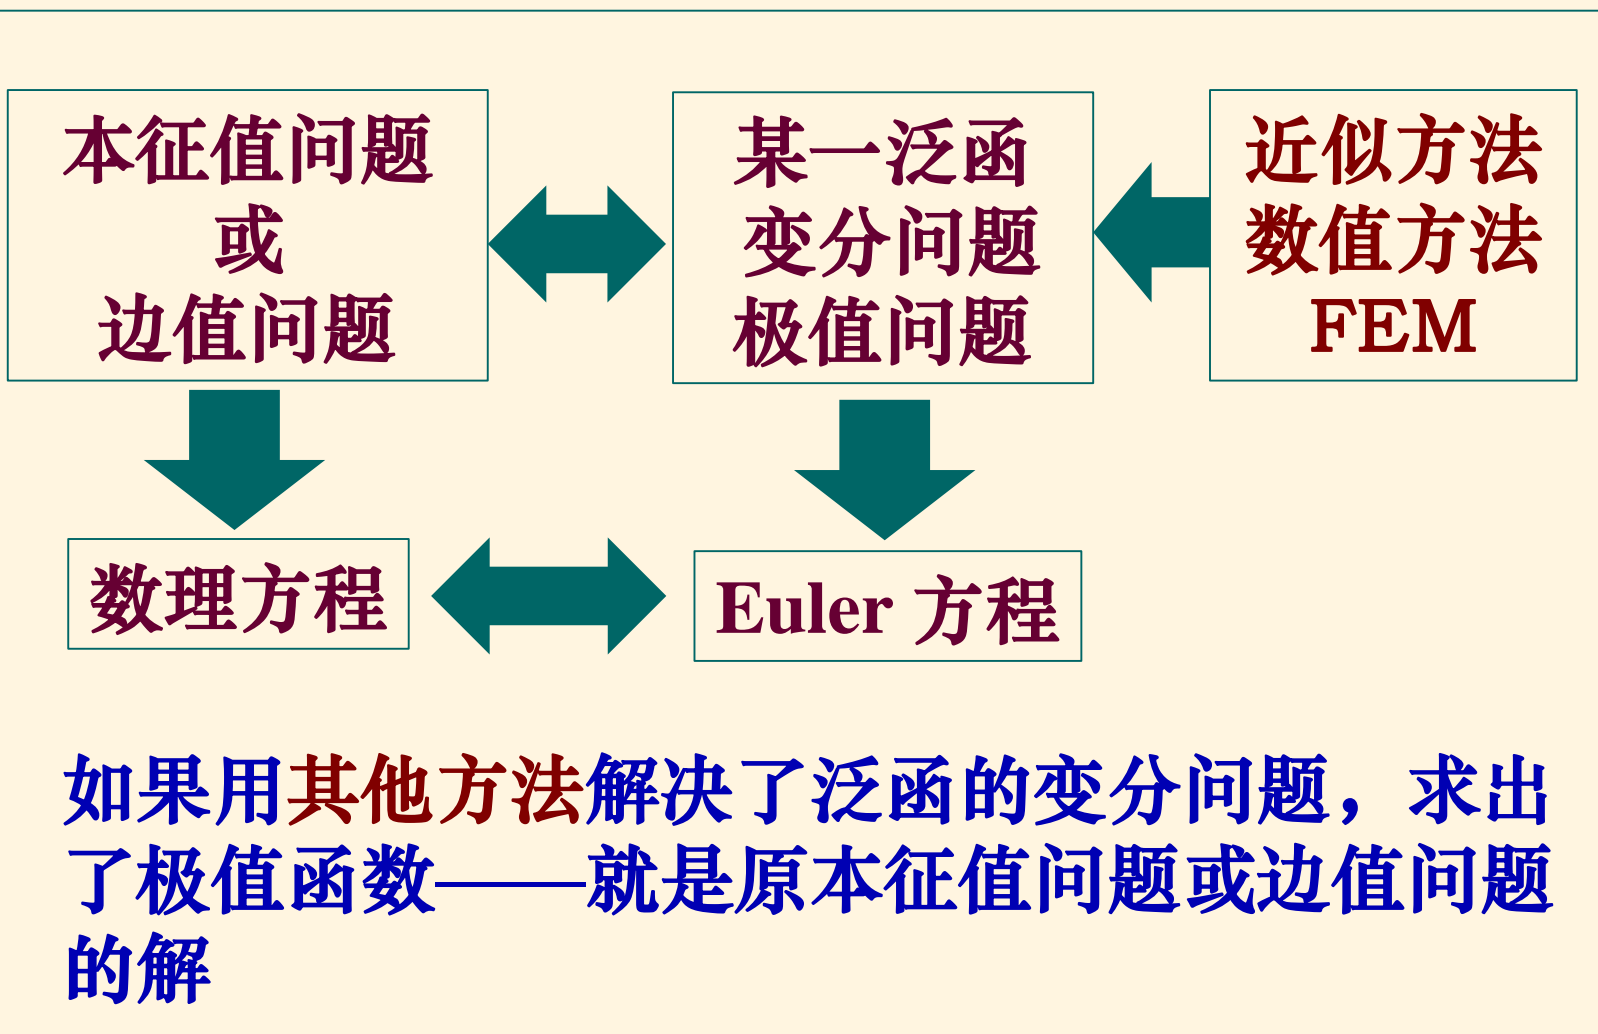 本征值问题
或
边值问题
某一泛函
变分问题
极值问题
近似方法
数值方法
FEM
数理方程
Euler 方程
如果用其他方法解决了泛函的变分问题，求出
了极值函数——就是原本征值问题或边值问题
的解